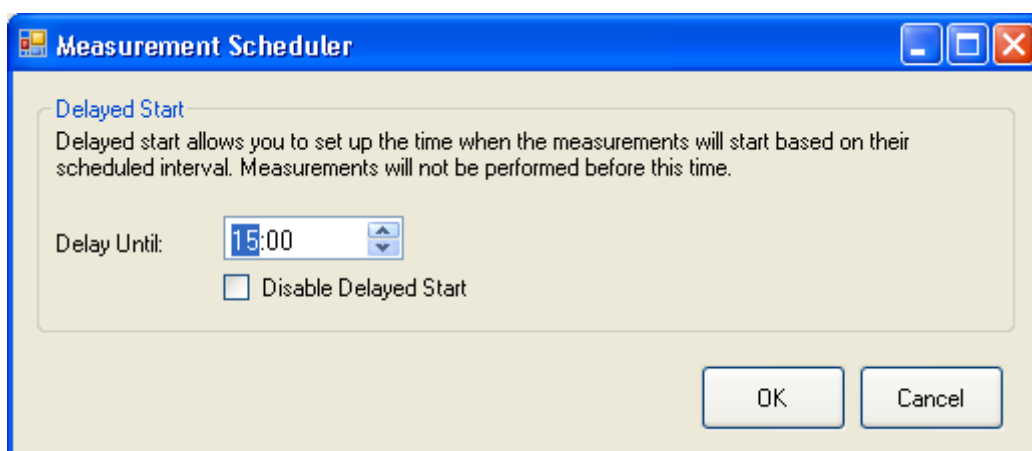 Measurement Scheduler
Delayed Start
Delayed start allows you to set up the time when the measurements will start based on their
scheduled interval. Measurements will not be performed before this time.
Delay Until: 15:00
Disable Delayed Start
OK Cancel